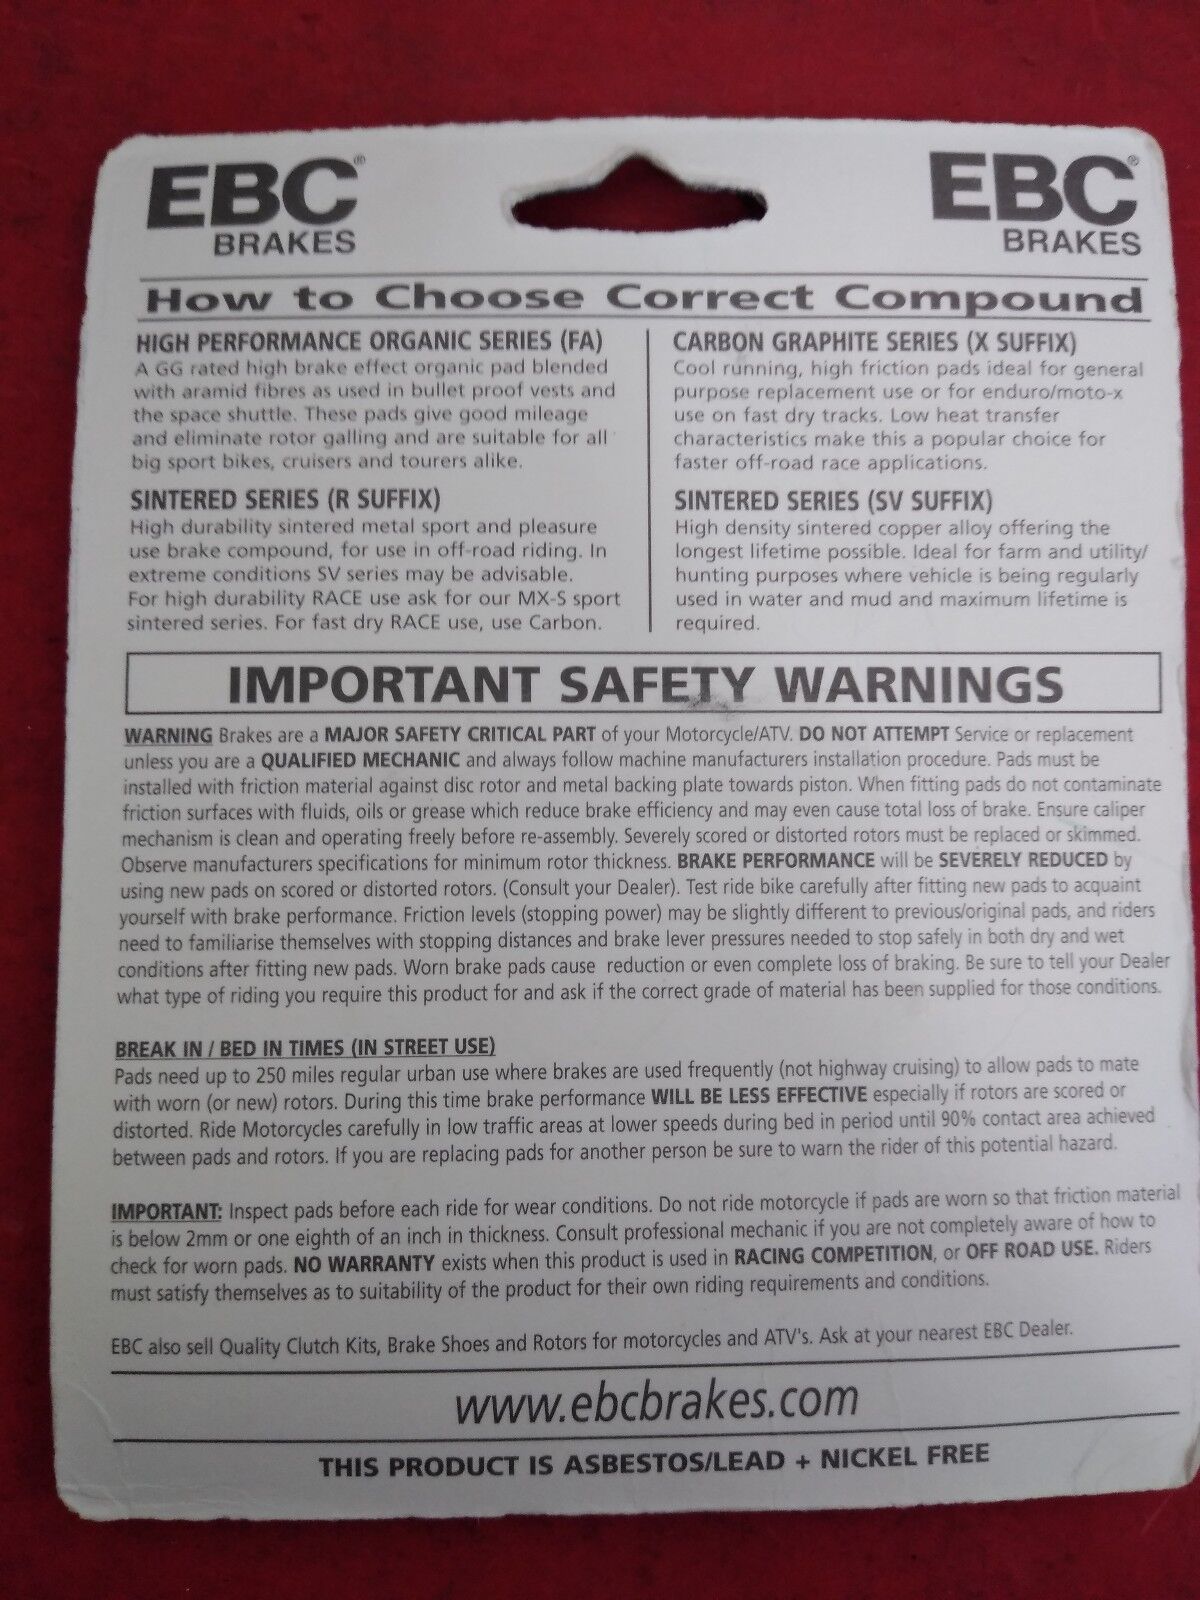 EBC®
BRAKES
EBC®
BRAKES
How to Choose Correct Compound
HIGH PERFORMANCE ORGANIC SERIES (FA)
A GG rated high brake effect organic pad blended
with aramid fibres as used in bullet proof vests and
the space shuttle. These pads give good mileage
and eliminate rotor galling and are suitable for all
big sport bikes, cruisers and tourers alike.
SINTERED SERIES (R SUFFIX)
High durability sintered metal sport and pleasure
use brake compound, for use in off-road riding. In
extreme conditions SV series may be advisable.
For high durability RACE use ask for our MX-S sport
sintered series. For fast dry RACE use, use Carbon.
CARBON GRAPHITE SERIES (X SUFFIX)
Cool running, high friction pads ideal for general
purpose replacement use or for enduro/moto-x
use on fast dry tracks. Low heat transfer
characteristics make this a popular choice for
faster off-road race applications.
SINTERED SERIES (SV SUFFIX)
High density sintered copper alloy offering the
longest lifetime possible. Ideal for farm and utility/
hunting purposes where vehicle is being regularly
used in water and mud and maximum lifetime is
required.
IMPORTANT SAFETY WARNINGS
WARNING Brakes are a MAJOR SAFETY CRITICAL PART of your Motorcycle/ATV. DO NOT ATTEMPT Service or replacement
unless you are a QUALIFIED MECHANIC and always follow machine manufacturers installation procedure. Pads must be
installed with friction material against disc rotor and metal backing plate towards piston. When fitting pads do not contaminate
friction surfaces with fluids, oils or grease which reduce brake efficiency and may even cause total loss of brake. Ensure caliper
mechanism is clean and operating freely before re-assembly. Severely scored or distorted rotors must be replaced or skimmed.
Observe manufacturers specifications for minimum rotor thickness. BRAKE PERFORMANCE will be SEVERELY REDUCED by
using new pads on scored or distorted rotors. (Consult your Dealer). Test ride bike carefully after fitting new pads to acquaint
yourself with brake performance. Friction levels (stopping power) may be slightly different to previous/original pads, and riders
need to familiarise themselves with stopping distances and brake lever pressures needed to stop safely in both dry and wet
conditions after fitting new pads. Worn brake pads cause reduction or even complete loss of braking. Be sure to tell your Dealer
what type of riding you require this product for and ask if the correct grade of material has been supplied for those conditions.
BREAK IN / BED IN TIMES (IN STREET USE)
Pads need up to 250 miles regular urban use where brakes are used frequently (not highway cruising) to allow pads to mate
with worn (or new) rotors. During this time brake performance WILL BE LESS EFFECTIVE especially if rotors are scored or
distorted. Ride Motorcycles carefully in low traffic areas at lower speeds during bed in period until 90% contact area achieved
between pads and rotors. If you are replacing pads for another person be sure to warn the rider of this potential hazard.
IMPORTANT: Inspect pads before each ride for wear conditions. Do not ride motorcycle if pads are worn so that friction material
is below 2mm or one eighth of an inch in thickness. Consult professional mechanic if you are not completely aware of how to
check for worn pads. NO WARRANTY exists when this product is used in RACING COMPETITION, or OFF ROAD USE. Riders
must satisfy themselves as to suitability of the product for their own riding requirements and conditions.
EBC also sell Quality Clutch Kits, Brake Shoes and Rotors for motorcycles and ATV's. Ask at your nearest EBC Dealer.
www.ebcbrakes.com
THIS PRODUCT IS ASBESTOS/LEAD + NICKEL FREE